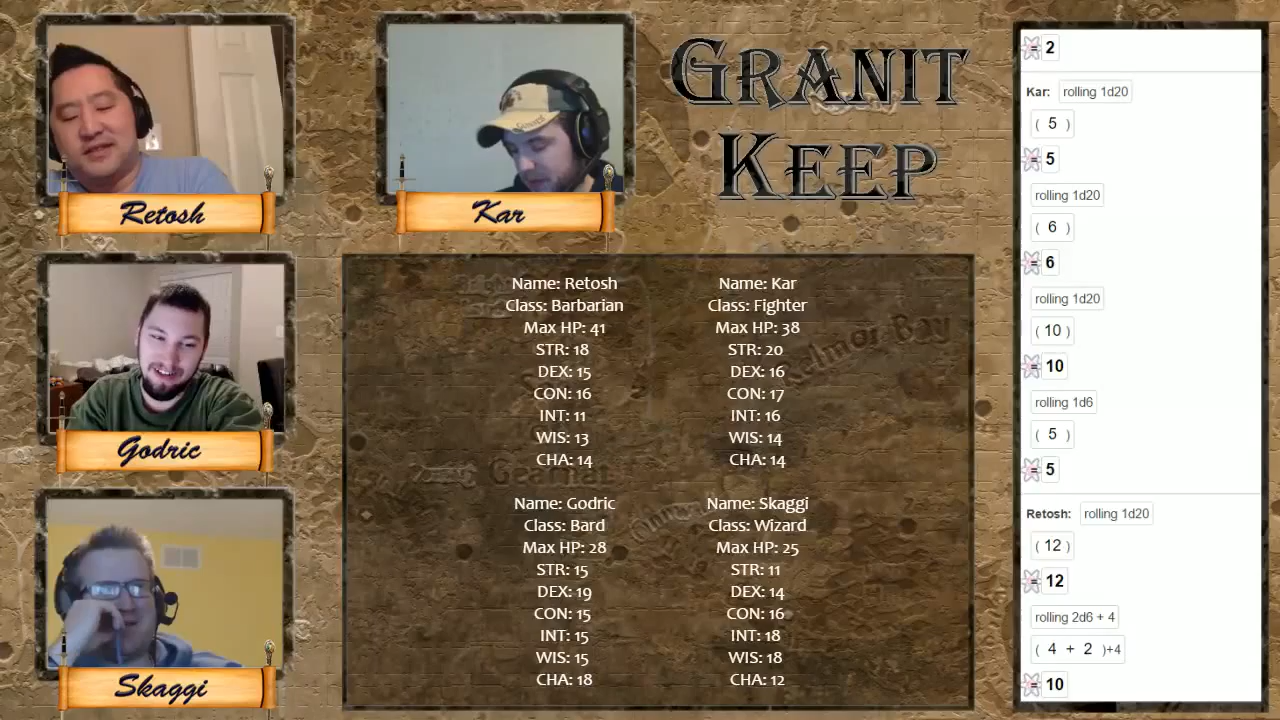 GRANIT
KEEP
Retosh
Kar
Godric
Skaggi
Name: Retosh
Class: Barbarian
Max HP: 41
STR: 18
DEX: 15
CON: 16
INT: 11
WIS: 13
CHA: 14
Name: Kar
Class: Fighter
Max HP: 38
STR: 20
DEX: 16
CON: 17
INT: 16
WIS: 14
CHA: 14
Name: Godric
Class: Bard
Max HP: 28
STR: 15
DEX: 19
CON: 15
INT: 15
WIS: 15
CHA: 18
Name: Skaggi
Class: Wizard
Max HP: 25
STR: 11
DEX: 14
CON: 16
INT: 18
WIS: 18
CHA: 12
= 2
Kar: rolling 1d20
( 5 )
= 5
rolling 1d20
( 6 )
= 6
rolling 1d20
( 10 )
= 10
rolling 1d6
( 5 )
= 5
Retosh: rolling 1d20
( 12 )
= 12
rolling 2d6 + 4
( 4 + 2 )+4
= 10
Bay